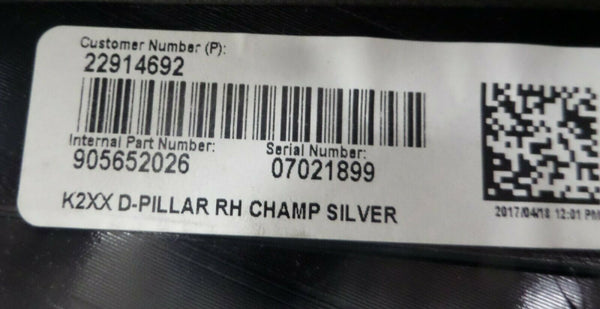 Customer Number (P):
22914692
Internal Part Number: Serial Number:
905652026 07021899
K2XX D-PILLAR RH CHAMP SILVER
2017/04/18 12:01 PM